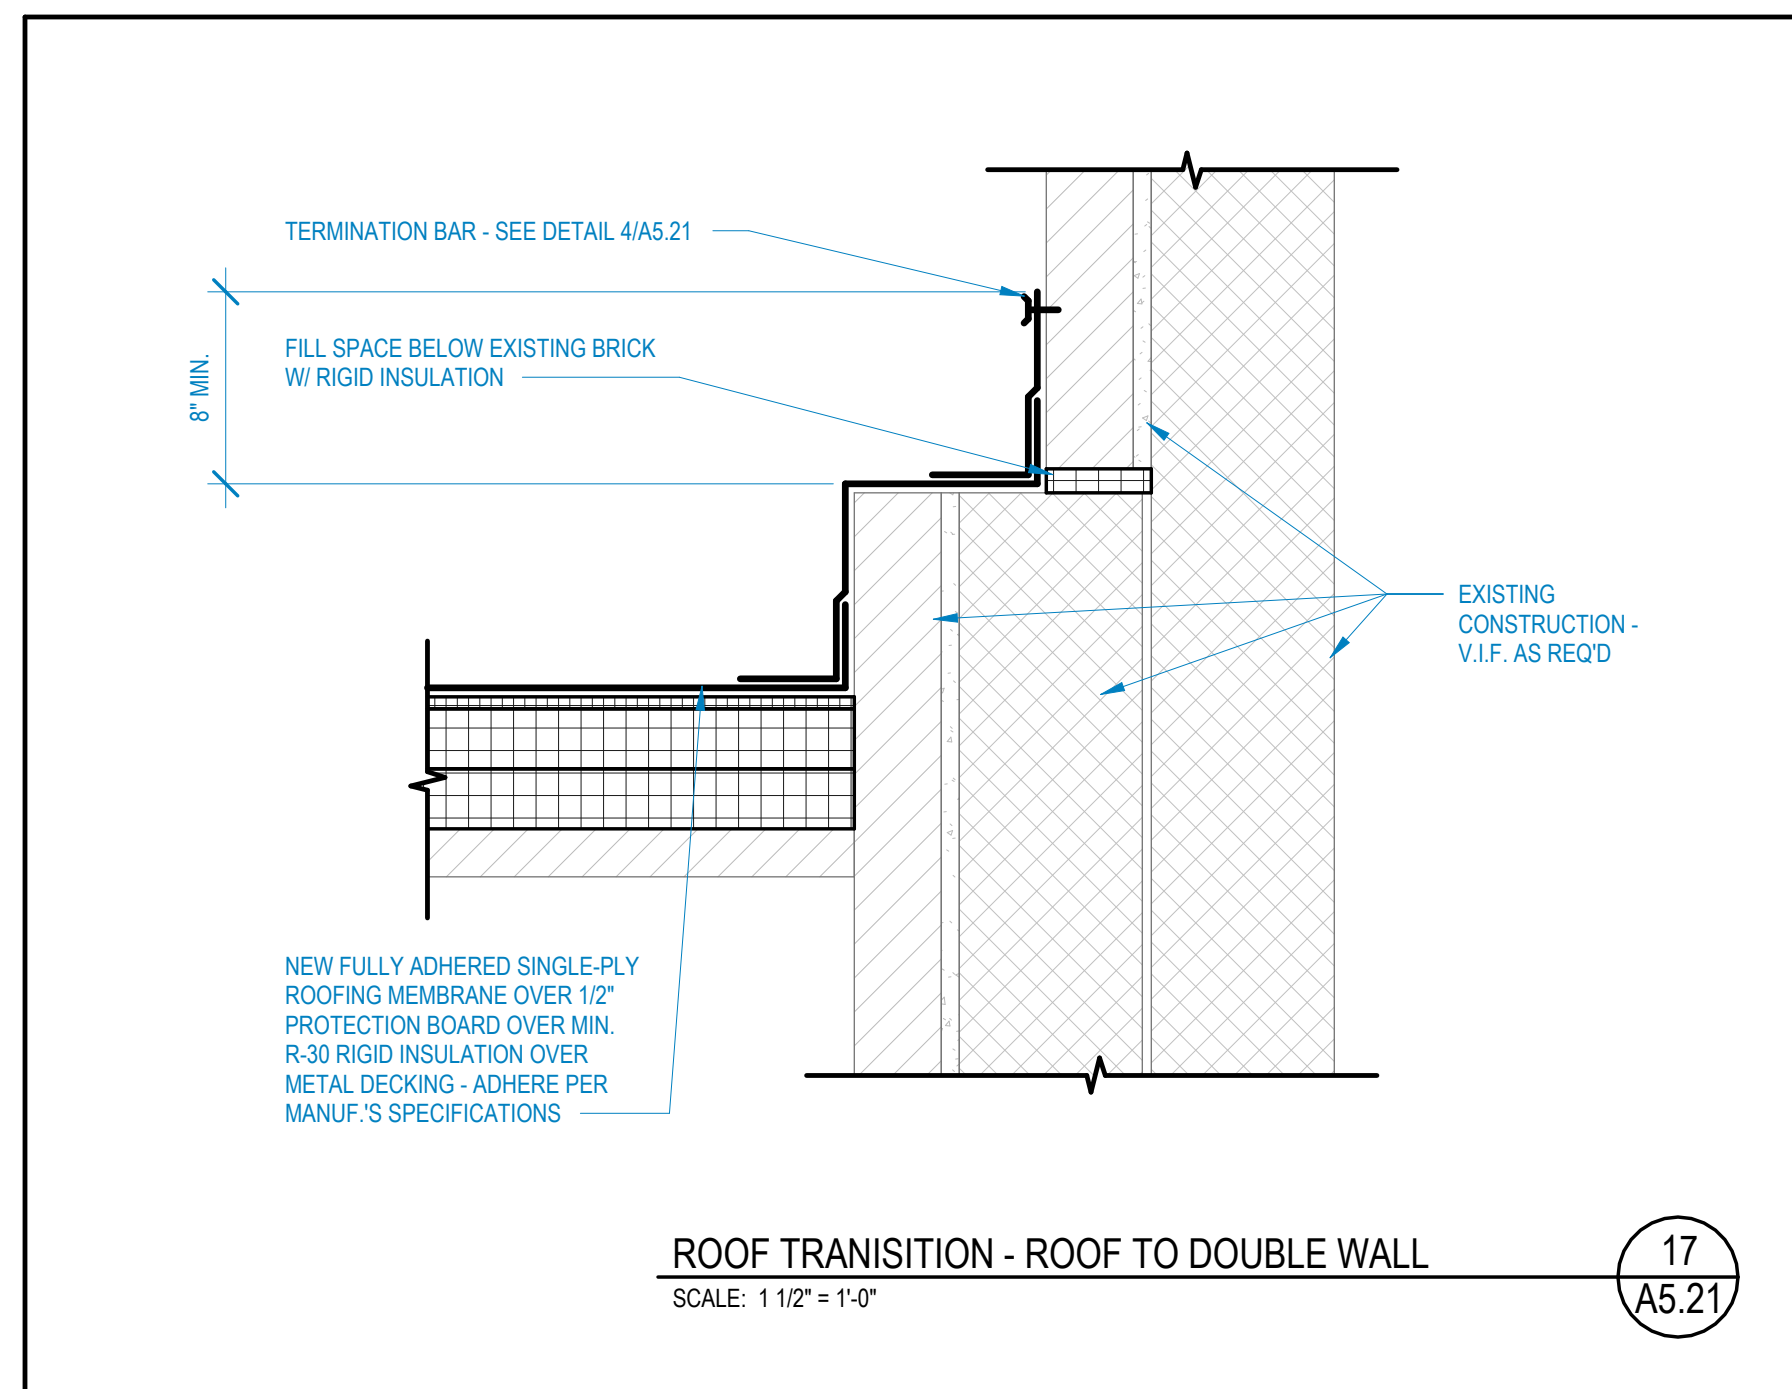 TERMINATION BAR - SEE DETAIL 4/A5.21
FILL SPACE BELOW EXISTING BRICK
W/ RIGID INSULATION
8" MIN.
EXISTING
CONSTRUCTION -
V.I.F. AS REQ'D
NEW FULLY ADHERED SINGLE-PLY
ROOFING MEMBRANE OVER 1/2"
PROTECTION BOARD OVER MIN.
R-30 RIGID INSULATION OVER
METAL DECKING - ADHERE PER
MANUF.'S SPECIFICATIONS
ROOF TRANISITION - ROOF TO DOUBLE WALL
SCALE: 1 1/2" = 1'-0"
17
A5.21